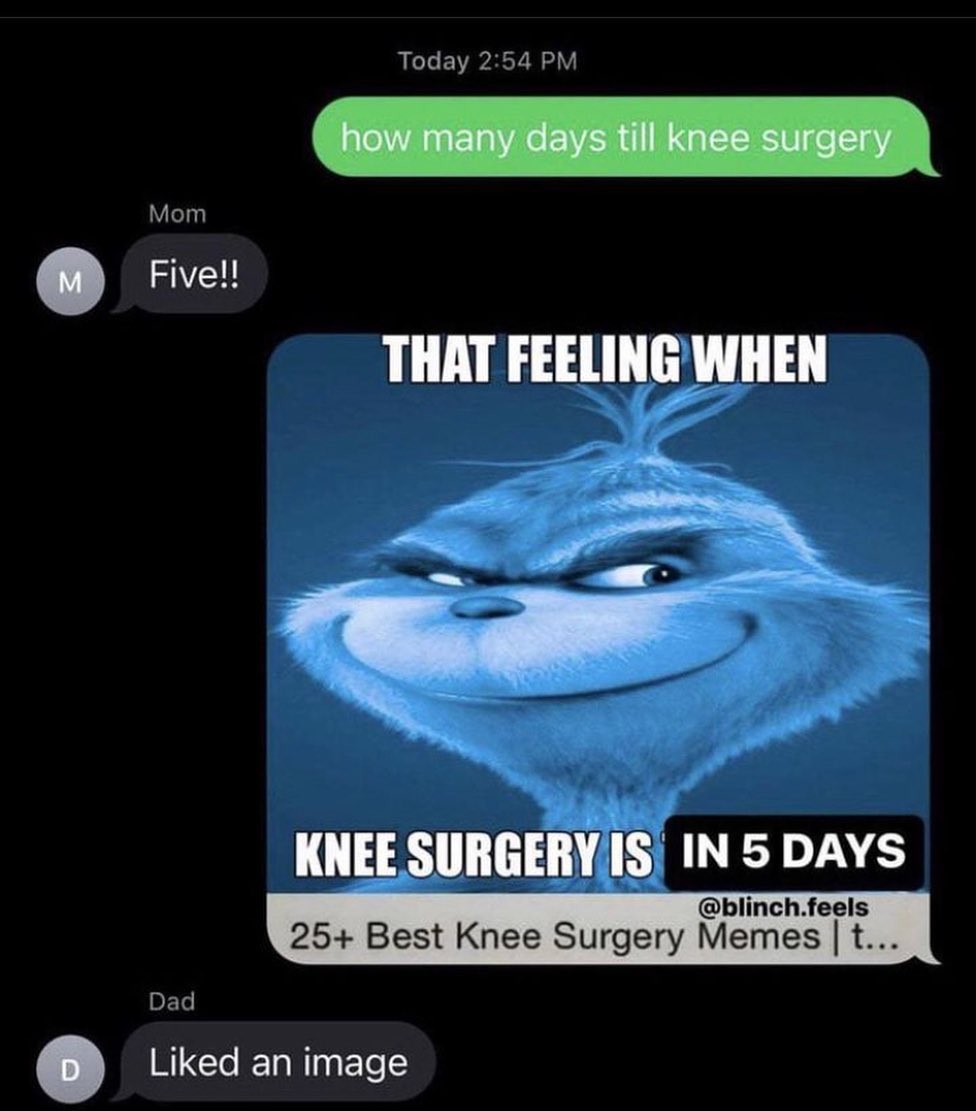 Today 2:54 PM
how many days till knee surgery
Mom
M
Five!!
THAT FEELING WHEN
KNEE SURGERY IS IN 5 DAYS
@blinch.feels
25+ Best Knee Surgery Memes | t...
Dad
D
Liked an image